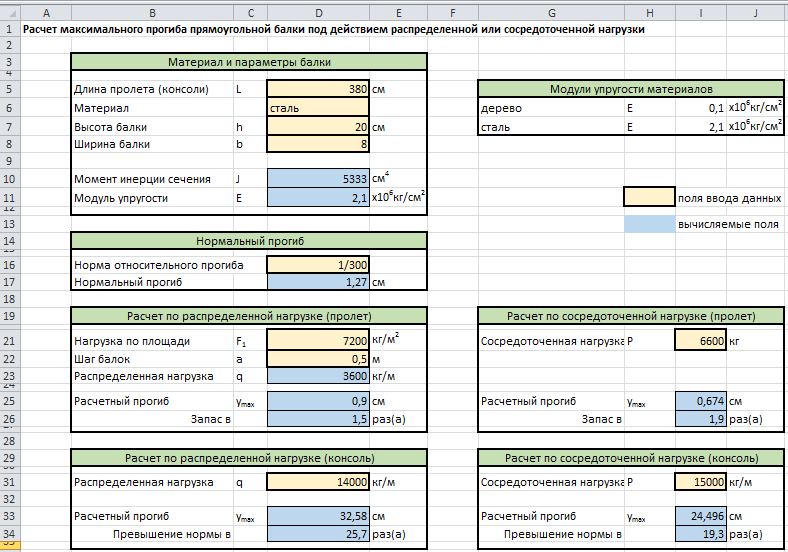 A B C D E F G H I J
1 Расчет максимального прогиба прямоугольной балки под действием распределенной или сосредоточенной нагрузки
2
3 Материал и параметры балки
4
5 Длина пролета (консоли) L 380 см Модули упругости материалов
6 Материал сталь дерево E 0,1 x10⁶кг/см²
7 Высота балки h 20 см сталь E 2,1 x10⁶кг/см²
8 Ширина балки b 8
9
10 Момент инерции сечения J 5333 см⁴
11 Модуль упругости E 2,1 x10⁶кг/см² поля ввода данных
12
13 вычисляемые поля
14 Нормальный прогиб
15
16 Норма относительного прогиба 1/300
17 Нормальный прогиб 1,27 см
18
19 Расчет по распределенной нагрузке (пролет) Расчет по сосредоточенной нагрузке (пролет)
21 Нагрузка по площади F₁ 7200 кг/м² Сосредоточенная нагрузка P 6600 кг
22 Шаг балок a 0,5 м
23 Распределенная нагрузка q 3600 кг/м
24
25 Расчетный прогиб ymax 0,9 см Расчетный прогиб ymax 0,674 см
26 Запас в 1,5 раз(а) Запас в 1,9 раз(а)
28
29 Расчет по распределенной нагрузке (консоль) Расчет по сосредоточенной нагрузке (консоль)
31 Распределенная нагрузка q 14000 кг/м Сосредоточенная нагрузка P 15000 кг/м
32
33 Расчетный прогиб ymax 32,58 см Расчетный прогиб ymax 24,496 см
34 Превышение нормы в 25,7 раз(а) Превышение нормы в 19,3 раз(а)